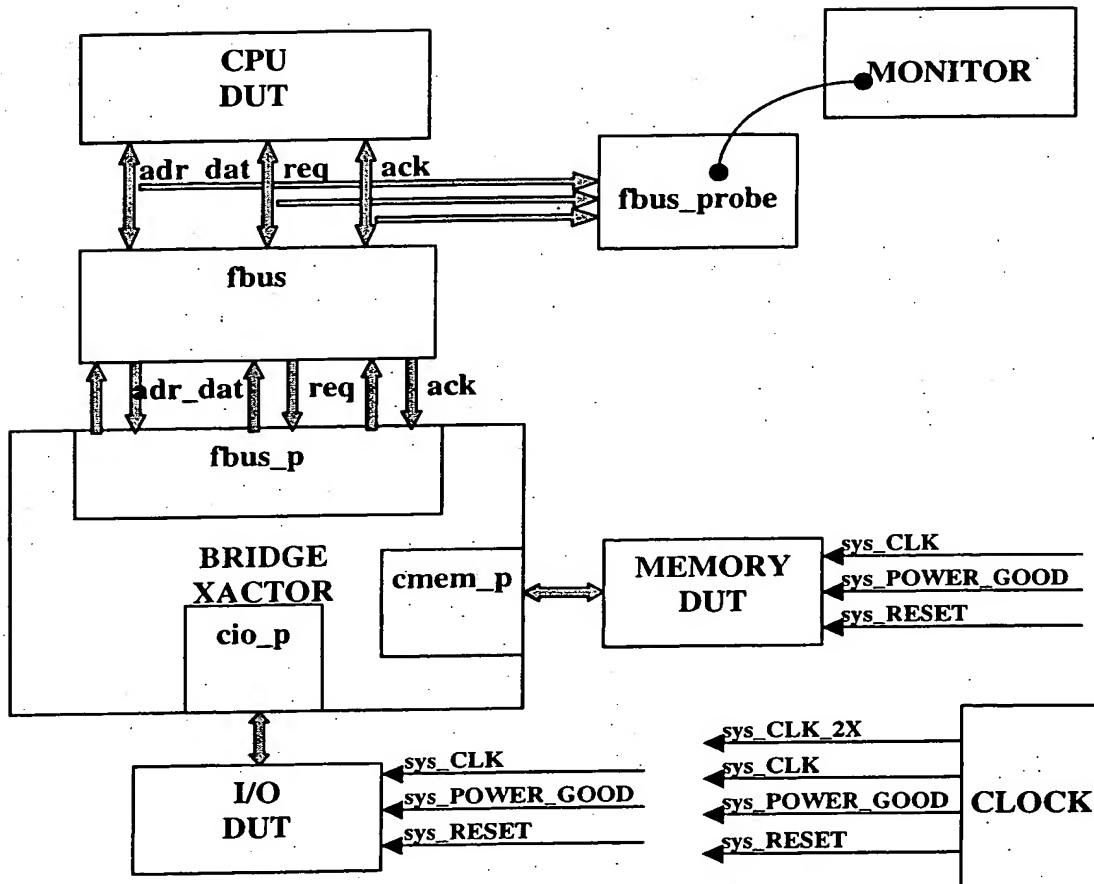 CPU
DUT
MONITOR
adr_dat req ack
fbus_probe
fbus
adr_dat req ack
fbus_p
BRIDGE
XACTOR
cmem_p
cio_p
MEMORY
DUT
sys_CLK
sys_POWER_GOOD
sys_RESET
I/O
DUT
sys_CLK
sys_POWER_GOOD
sys_RESET
sys_CLK_2X
sys_CLK
sys_POWER_GOOD
sys_RESET
CLOCK